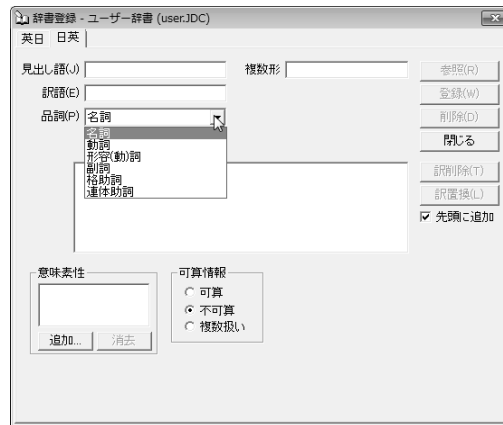 辞書登録 - ユーザー辞書 (user.JDC)
英日 日英
見出し語(J) 複数形 参照(R)
訳語(E) 登録(W)
品詞(P) 名詞 削除(D)
名詞 閉じる
動詞
形容(動)詞
副詞
格助詞 訳削除(T)
連体助詞 訳置換(L)
先頭に追加
意味素性 可算情報
可算
不可算
複数扱い
追加... 消去